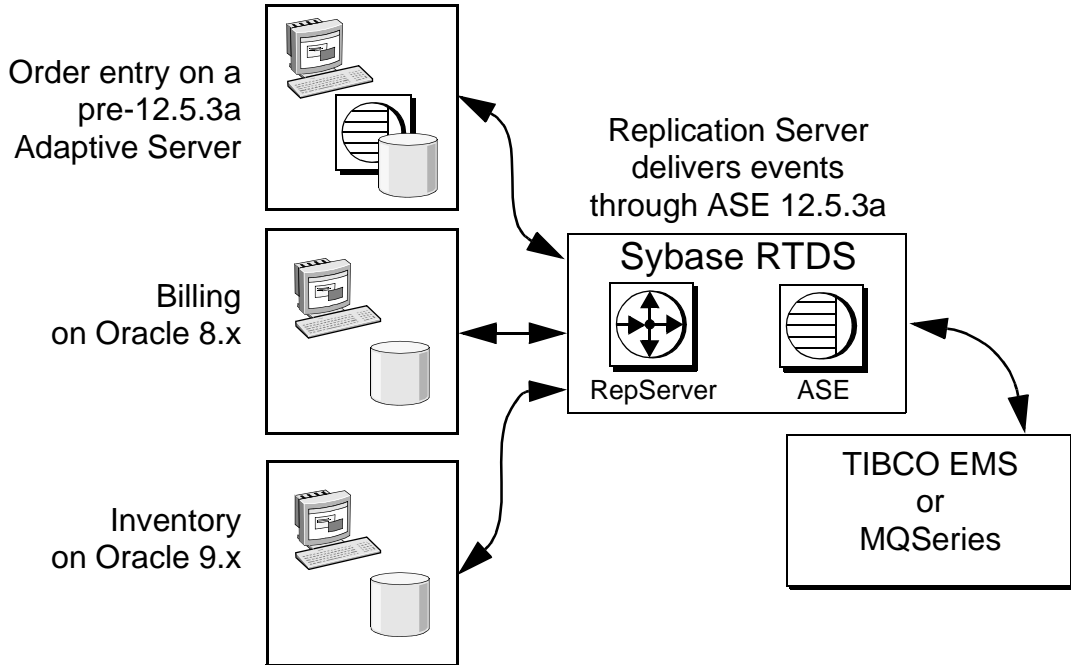 Order entry on a
pre-12.5.3a
Adaptive Server
Replication Server
delivers events
through ASE 12.5.3a
Sybase RTDS
RepServer
ASE
Billing
on Oracle 8.x
TIBCO EMS
or
MQSeries
Inventory
on Oracle 9.x